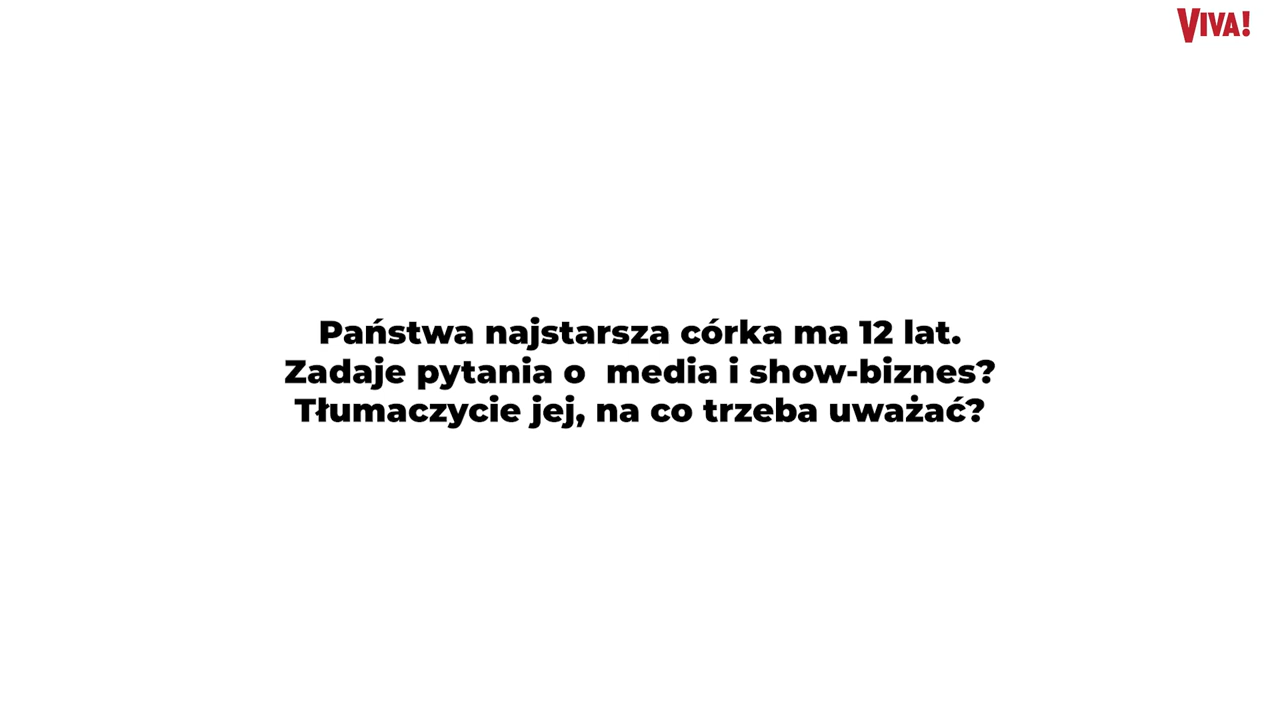 VIVA!
Państwa najstarsza córka ma 12 lat.
Zadaje pytania o  media i show-biznes?
Tłumaczycie jej, na co trzeba uważać?